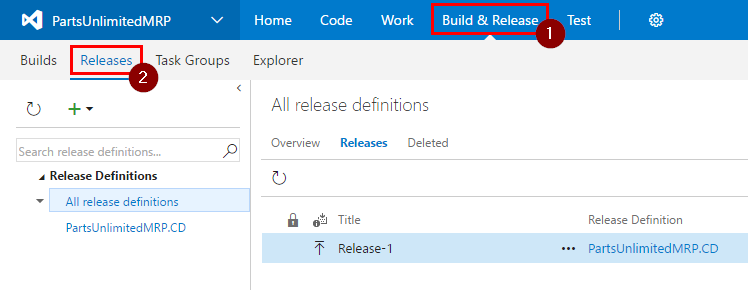 PartsUnlimitedMRP Home Code Work Build & Release Test
1
Builds Releases Task Groups Explorer
2
All release definitions
Overview Releases Deleted
Search release definitions...
Release Definitions
All release definitions
PartsUnlimitedMRP.CD
Title Release Definition
Release-1 ... PartsUnlimitedMRP.CD